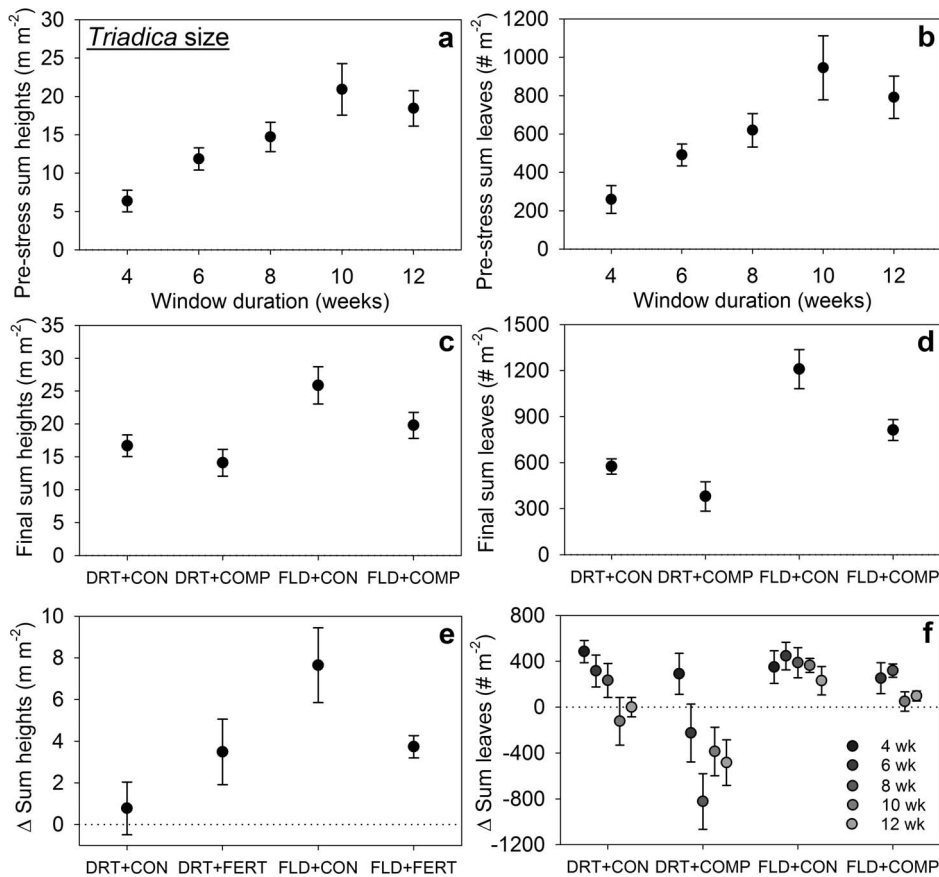 Triadica size
a
Pre-stress sum heights (m m-2)
30
25
20
15
10
5
0
4 6 8 10 12
Window duration (weeks)
b
Pre-stress sum leaves (# m-2)
1200
1000
800
600
400
200
0
4 6 8 10 12
Window duration (weeks)
c
Final sum heights (m m-2)
35
30
25
20
15
10
5
0
DRT+CON DRT+COMP FLD+CON FLD+COMP
d
Final sum leaves (# m-2)
1500
1200
900
600
300
0
DRT+CON DRT+COMP FLD+CON FLD+COMP
e
Δ Sum heights (m m-2)
10
8
6
4
2
0
DRT+CON DRT+FERT FLD+CON FLD+FERT
f
Δ Sum leaves (# m-2)
800
400
0
-400
-800
-1200
4 wk
6 wk
8 wk
10 wk
12 wk
DRT+CON DRT+COMP FLD+CON FLD+COMP